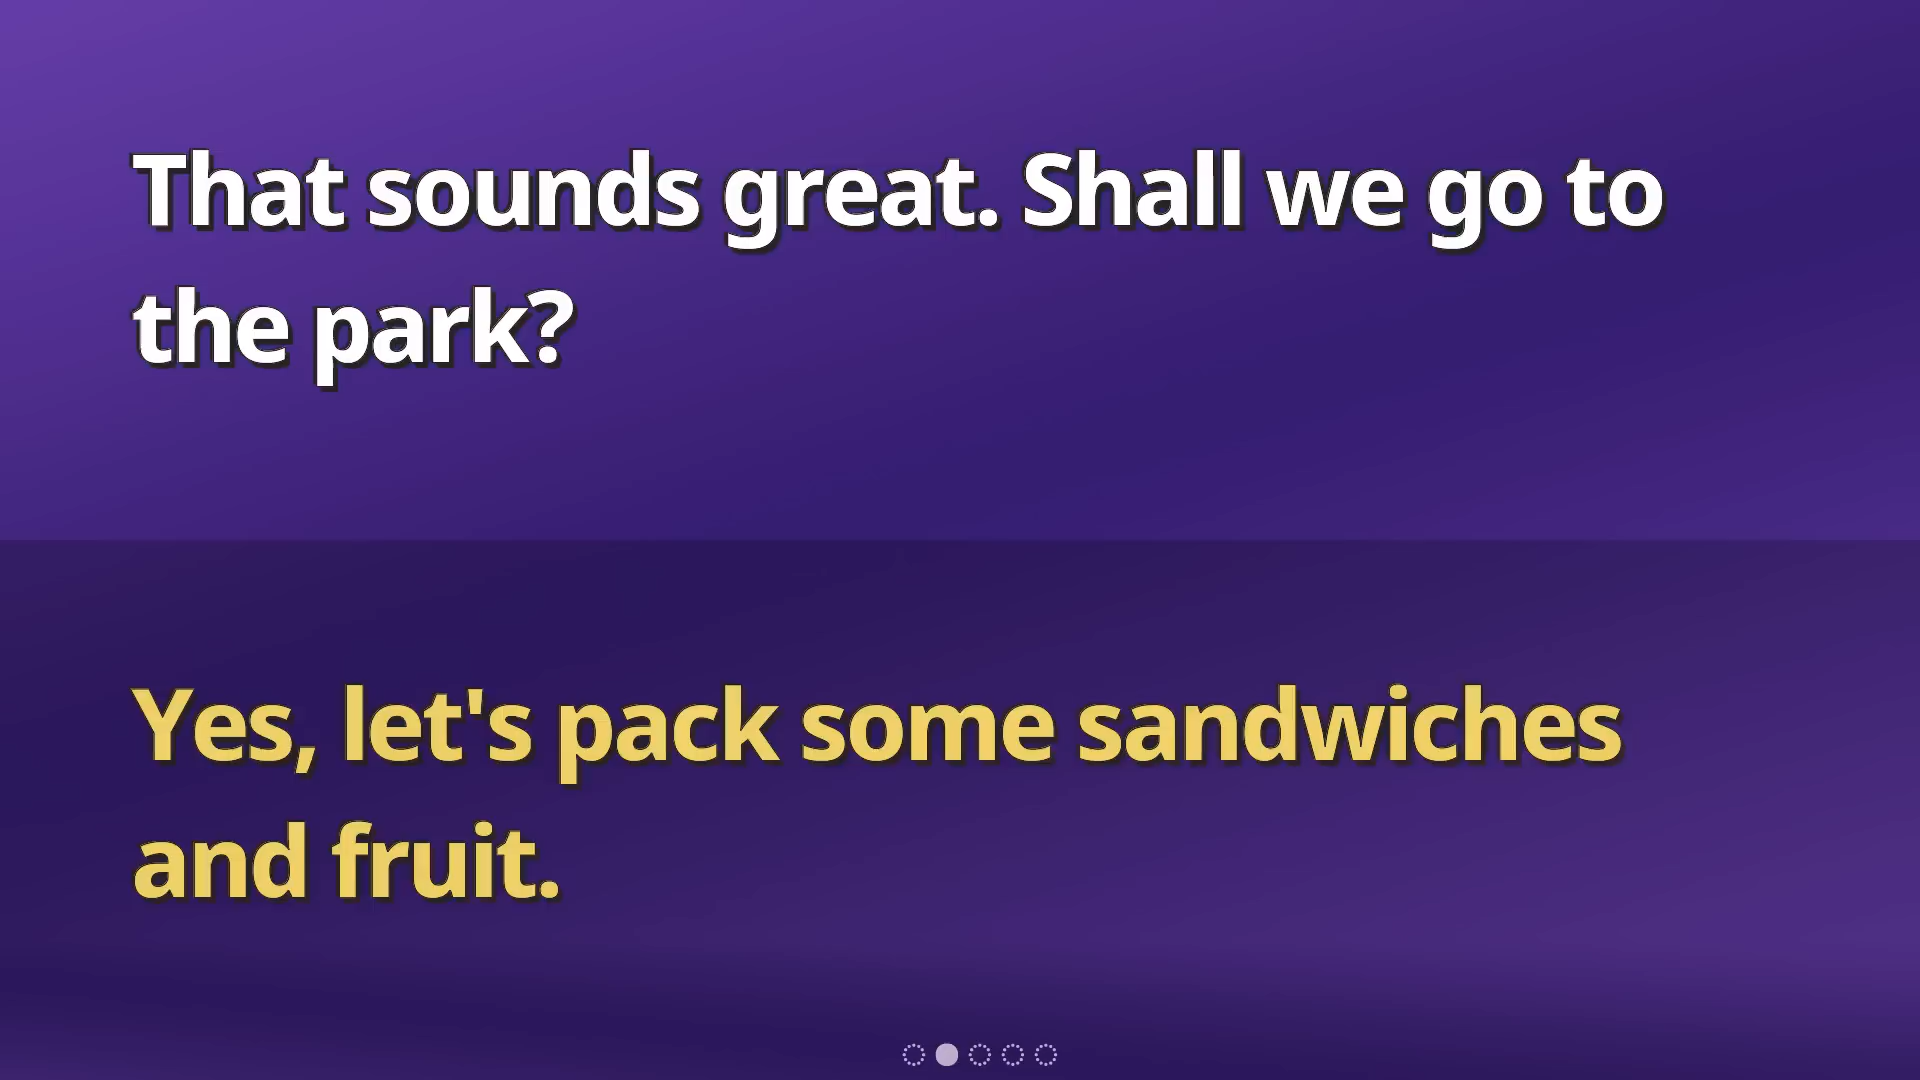 That sounds great. Shall we go to
the park?
Yes, let's pack some sandwiches
and fruit.